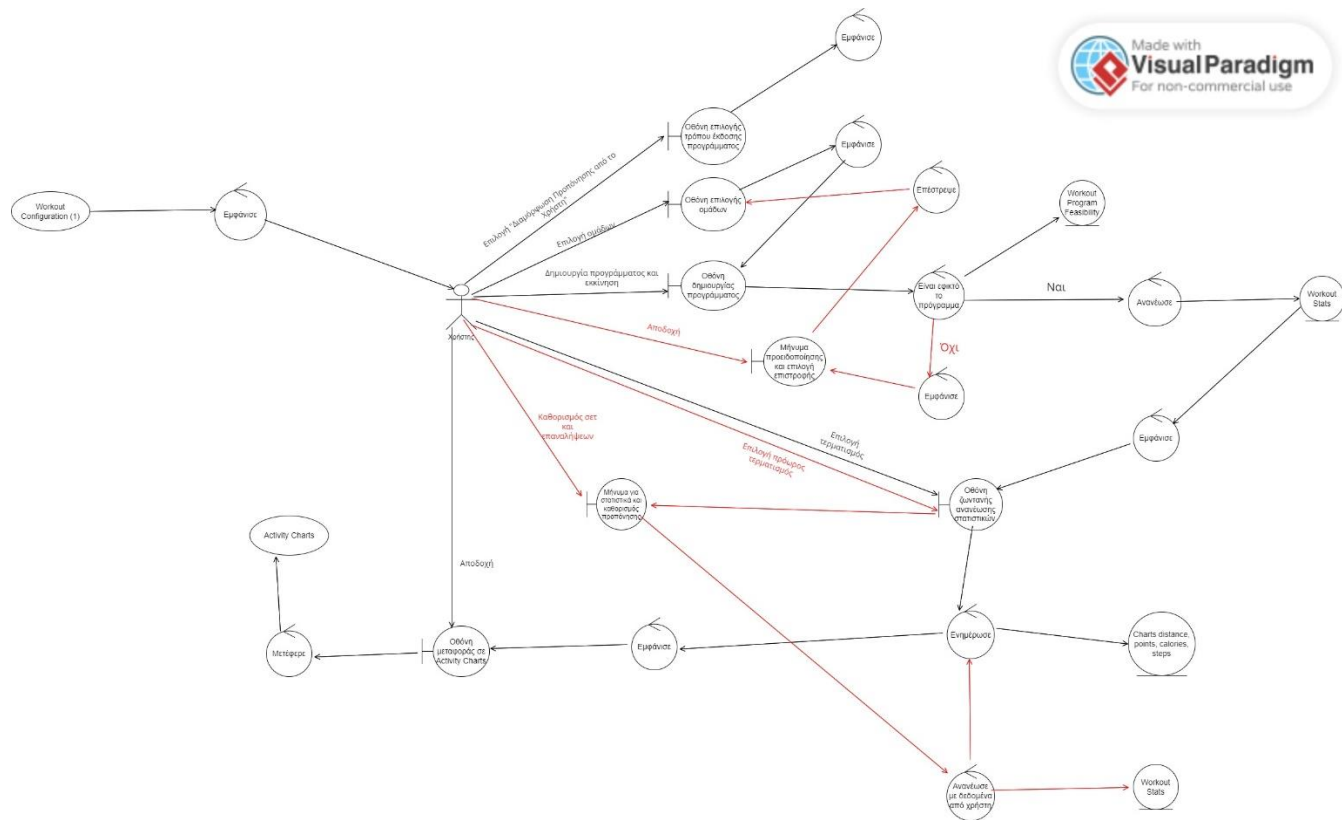 Made with
Visual Paradigm
For non-commercial use
Εμφάνισε
Οθόνη επιλογής
τρόπου έκδοσης
προγράμματος
Εμφάνισε
Επιλογή "Διαμόρφωση Προπόνησης από το
Χρήστη"
Workout
Configuration (1)
Εμφάνισε
Οθόνη επιλογής
ομάδων
Επέστρεψε
Workout
Program
Feasibility
Επιλογή ομάδων
Δημιουργία προγράμματος και
εκκίνηση
Οθόνη
δημιουργίας
προγράμματος
Είναι εφικτό
το
πρόγραμμα
Ναι
Ανανέωσε
Workout
Stats
Χρήστης
Αποδοχή
Μήνυμα
προειδοποίησης
και επιλογή
επιστροφής
Όχι
Εμφάνισε
Καθορισμός σετ
και
επαναλήψεων
Επιλογή
τερματισμός
Επιλογή πρόωρος
τερματισμός
Εμφάνισε
Μήνυμα για
στατιστικά και
καθορισμός
προπόνησης
Οθόνη
ζωντανής
ανανέωσης
στατιστικών
Activity Charts
Αποδοχή
Μετέφερε
Οθόνη
μεταφοράς σε
Activity Charts
Εμφάνισε
Ενημέρωσε
Charts distance,
points, calories,
steps
Ανανέωσε
με δεδομένα
από χρήστη
Workout
Stats